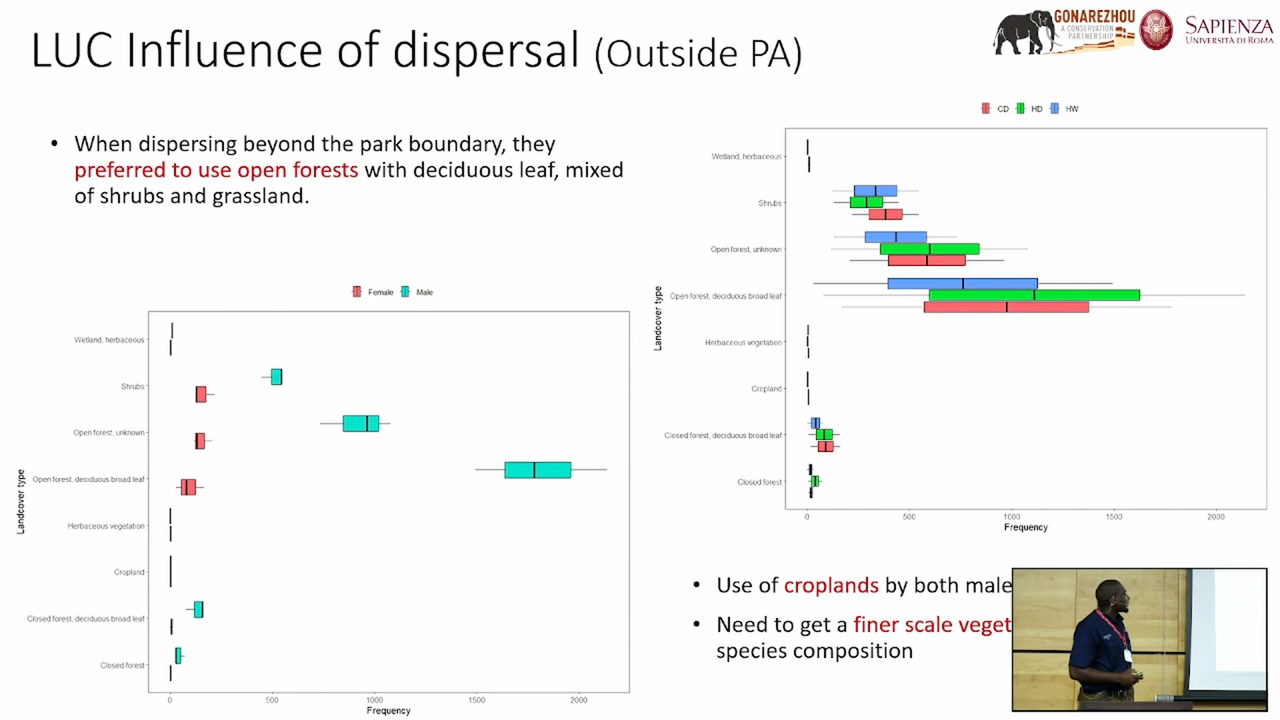 LUC Influence of dispersal (Outside PA)
GONAREZHOU
A CONSERVATION
PARTNERSHIP
SAPIENZA
UNIVERSITÀ DI ROMA
• When dispersing beyond the park boundary, they
preferred to use open forests with deciduous leaf, mixed
of shrubs and grassland.
Female Male
Landcover type
Wetland, herbaceous
Shrubs
Open forest, unknown
Open forest, deciduous broad leaf
Herbaceous vegetation
Cropland
Closed forest, deciduous broad leaf
Closed forest
0 500 1000 1500 2000
Frequency
CD HD HW
Landcover type
Wetland, herbaceous
Shrubs
Open forest, unknown
Open forest, deciduous broad leaf
Herbaceous vegetation
Cropland
Closed forest, deciduous broad leaf
Closed forest
0 500 1000 1500 2000
Frequency
• Use of croplands by both male
• Need to get a finer scale veget
species composition